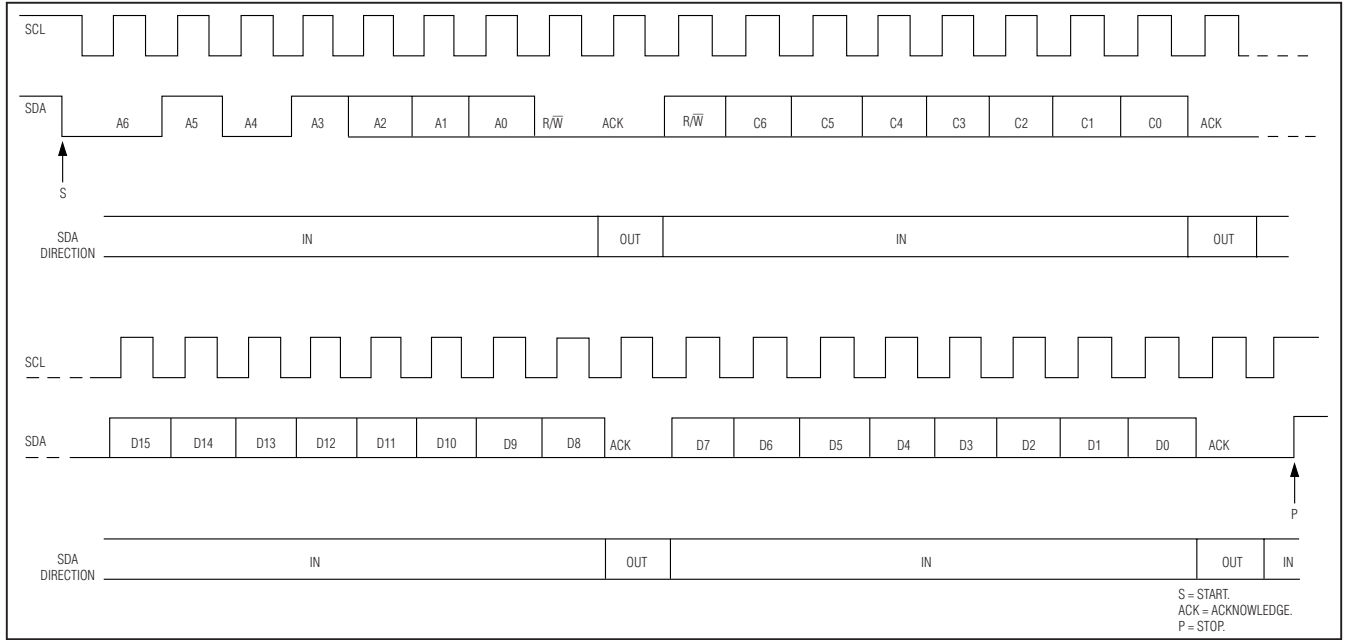 SCL
SDA
A6 A5 A4 A3 A2 A1 A0 R/W̅ ACK R/W̅ C6 C5 C4 C3 C2 C1 C0 ACK
S
SDA DIRECTION
IN OUT IN OUT
SCL
SDA
D15 D14 D13 D12 D11 D10 D9 D8 ACK D7 D6 D5 D4 D3 D2 D1 D0 ACK
P
SDA DIRECTION
IN OUT IN OUT IN
S = START.
ACK = ACKNOWLEDGE.
P = STOP.